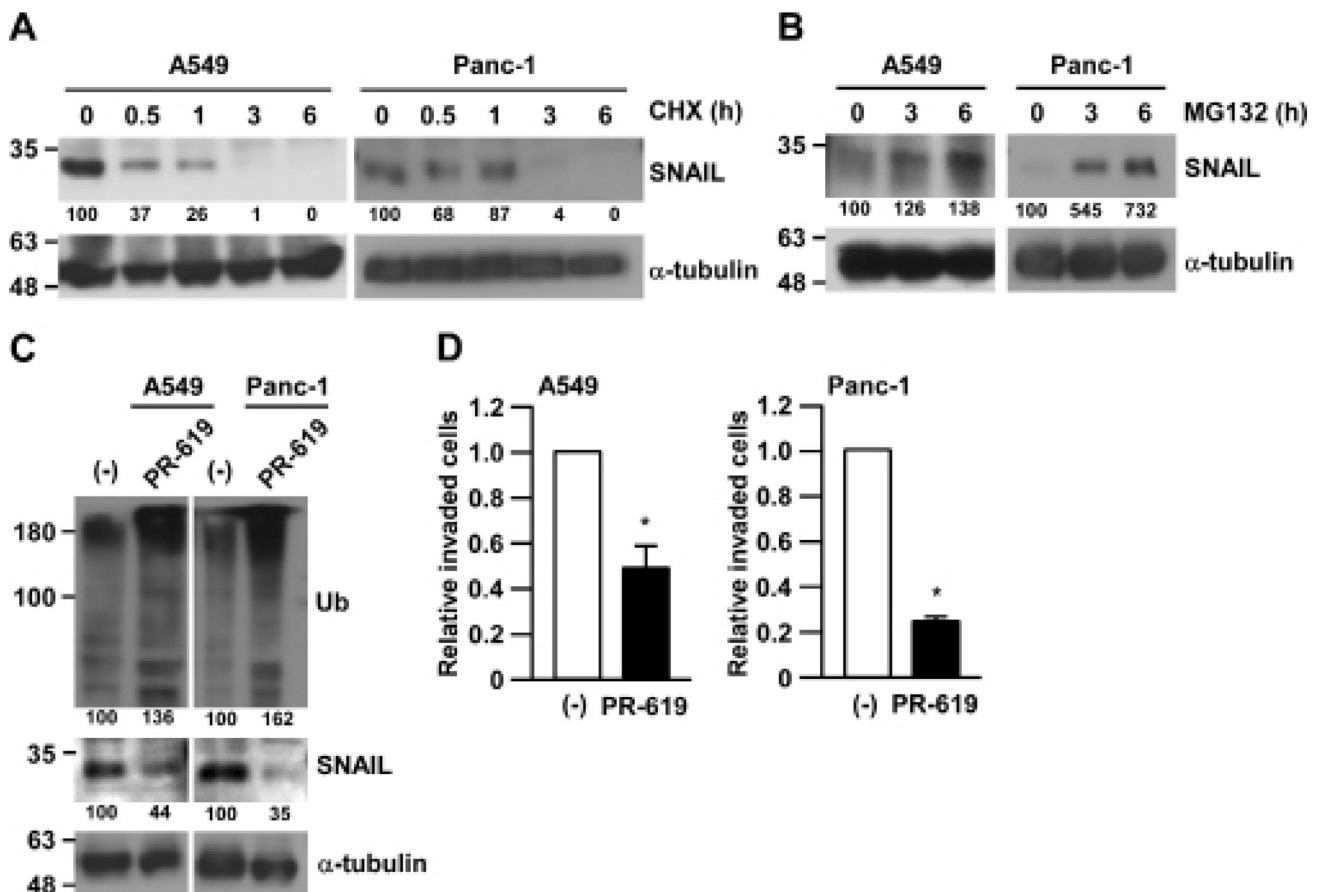 A
A549 Panc-1
0 0.5 1 3 6 0 0.5 1 3 6 CHX (h)
35
SNAIL
100 37 26 1 0 100 68 87 4 0
63
α-tubulin
48
B
A549 Panc-1
0 3 6 0 3 6 MG132 (h)
35
SNAIL
100 126 138 100 545 732
63
α-tubulin
48
C
A549 Panc-1
(-) PR-619 (-) PR-619
180
100
Ub
100 136 100 162
35
SNAIL
100 44 100 35
63
α-tubulin
48
D
A549
Relative invaded cells
1.2
1.0
0.8
0.6
0.4
0.2
0
*
(-) PR-619
Panc-1
Relative invaded cells
1.2
1.0
0.8
0.6
0.4
0.2
0
*
(-) PR-619